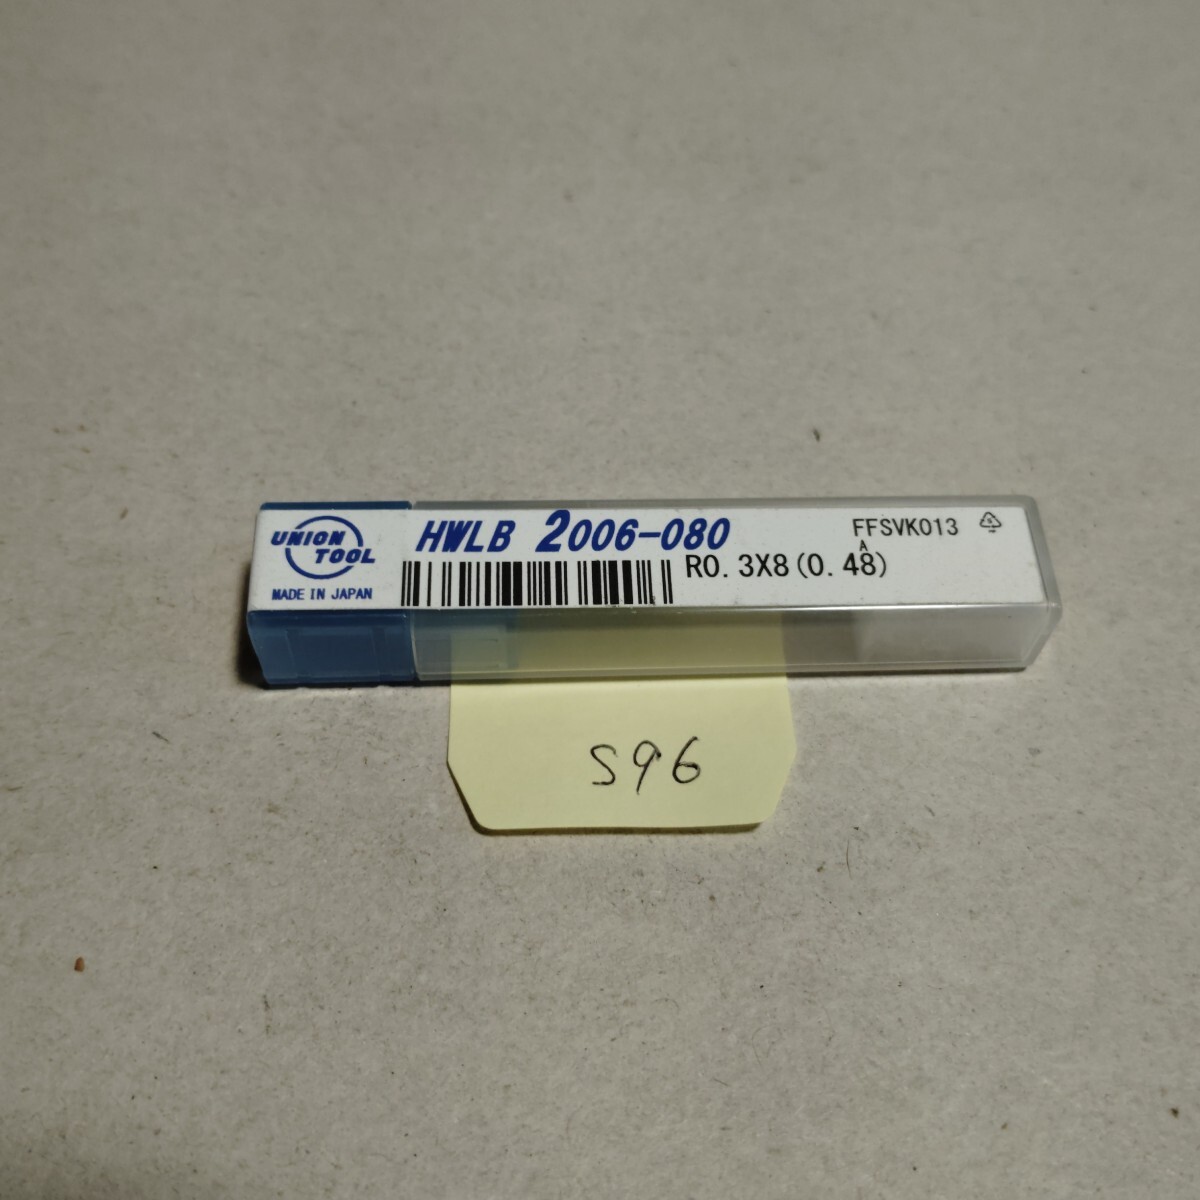 UNION
TOOL
MADE IN JAPAN
HWLB 2006-080
FFSVK013
A
R0.3X8(0.48)
S96